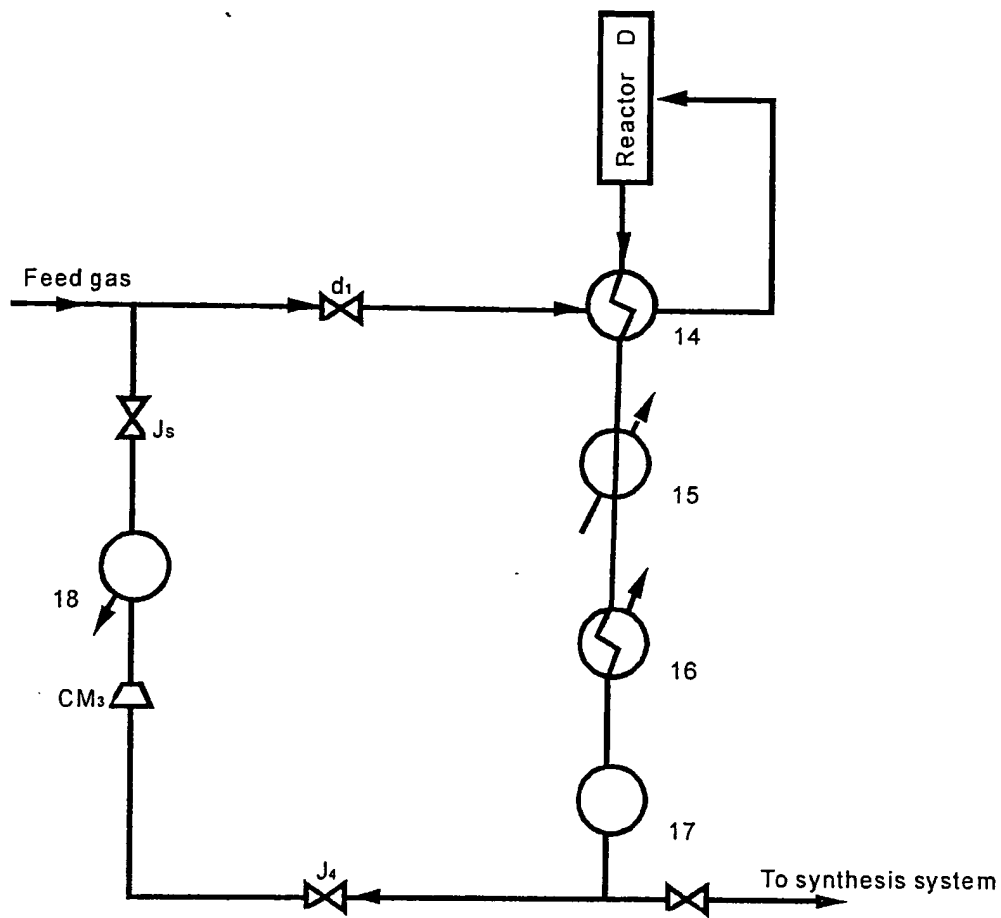 Reactor D
Feed gas
d₁
14
Js
15
18
16
CM₃
17
J₄
To synthesis system